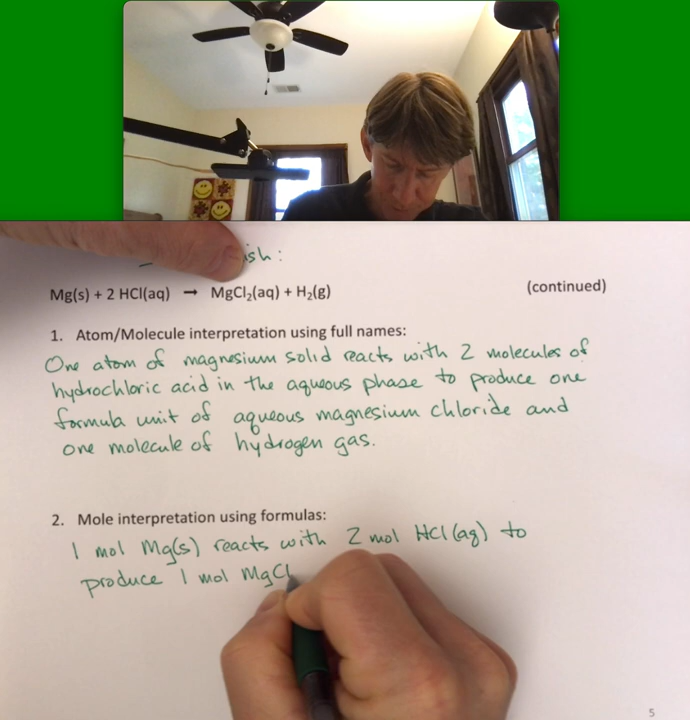 ish:
Mg(s) + 2 HCl(aq) → MgCl₂(aq) + H₂(g) (continued)
1. Atom/Molecule interpretation using full names:
One atom of magnesium solid reacts with 2 molecules of
hydrochloric acid in the aqueous phase to produce one
formula unit of aqueous magnesium chloride and
one molecule of hydrogen gas.
2. Mole interpretation using formulas:
1 mol Mg(s) reacts with 2 mol HCl(aq) to
produce 1 mol MgCl
5